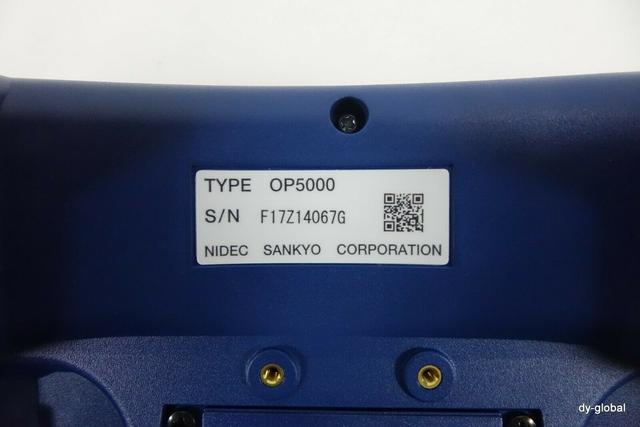 TYPE OP5000
S/N F17Z14067G
NIDEC SANKYO CORPORATION
dy-global